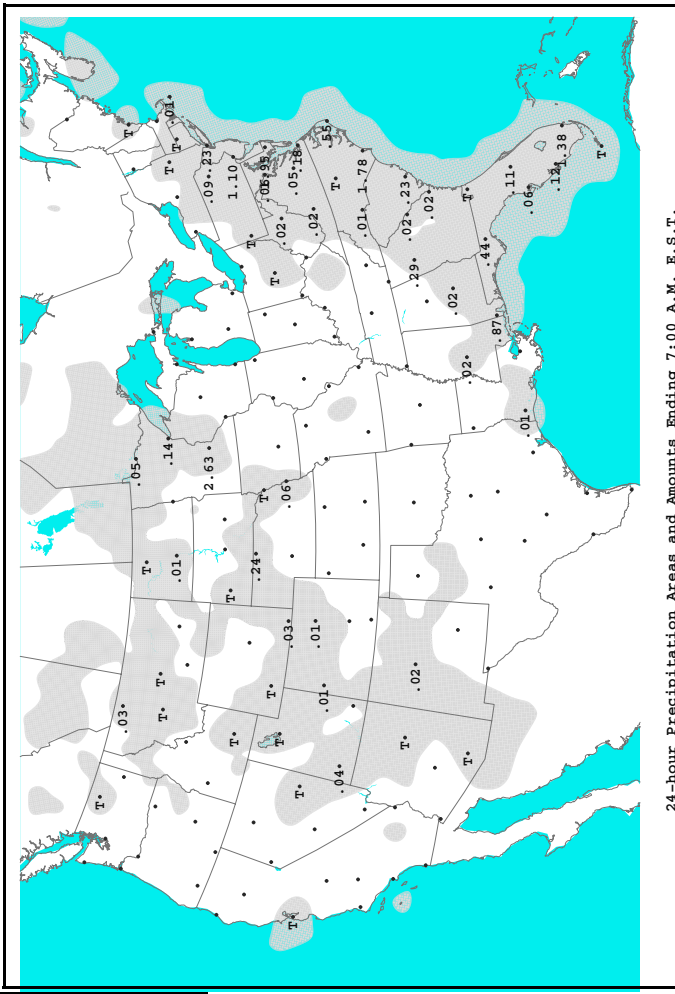 T
.03
T
.05
T
T
T
.14
.01
T
T
.01
.23
.09
2.63
T
1.10
T
T
.24
T
.06
.95
T
T
T
.02
.06
.03
T
.05
.18
T
.02
.01
.01
.55
T
.04
.01
1.78
T
.23
.02
.29
.02
.02
.02
T
.02
T
.44
.87
.11
.01
.06
.12
1.38
T
24-hour Precipitation Areas and Amounts Ending 7:00 A.M. E.S.T.